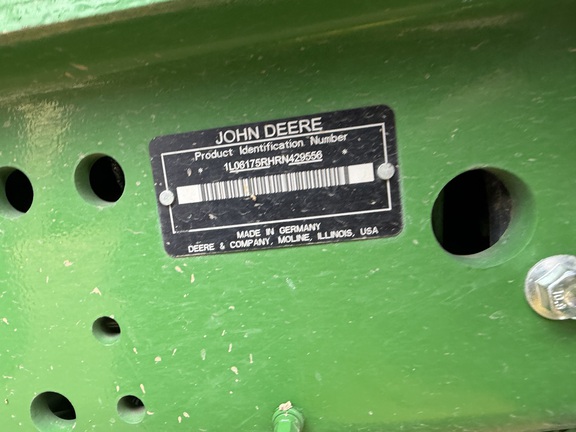 JOHN DEERE
Product Identification Number
1L06175RHRN429556
MADE IN GERMANY
DEERE & COMPANY, MOLINE, ILLINOIS, USA